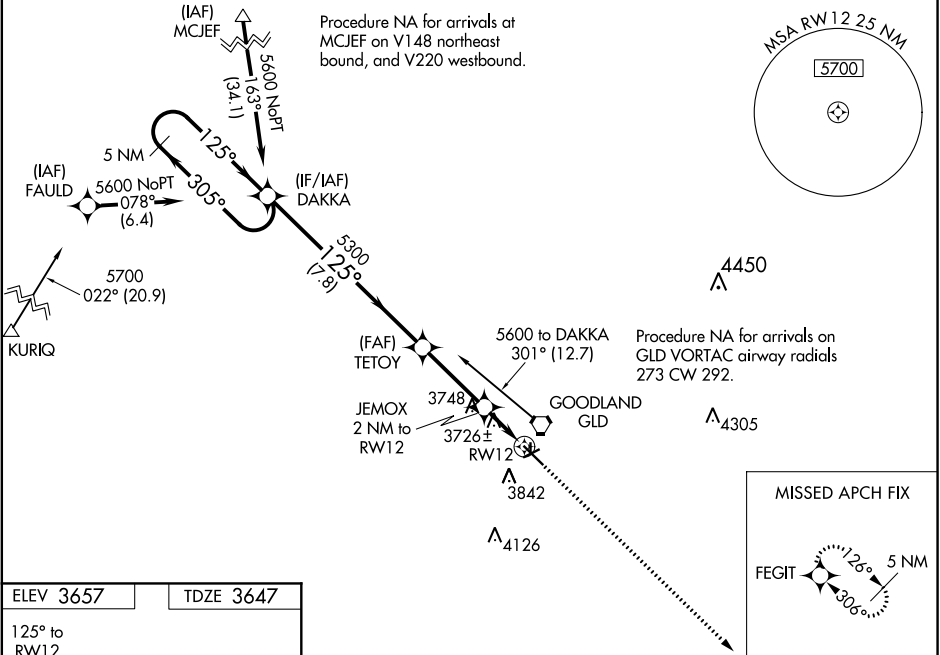 (IAF)
MCJEF
Procedure NA for arrivals at
MCJEF on V148 northeast
bound, and V220 westbound.
MSA RW12 25 NM
5700
5600 NoPT
163°
(34.1)
5 NM
125°
305°
(IAF)
FAULD
5600 NoPT
078°
(6.4)
(IF/IAF)
DAKKA
5700
022° (20.9)
KURIQ
5300
125°
(7.8)
4450
(FAF)
TETOY
5600 to DAKKA
301° (12.7)
Procedure NA for arrivals on
GLD VORTAC airway radials
273 CW 292.
3748
JEMOX
2 NM to
RW12
3726±
RW12
GOODLAND
GLD
4305
3842
4126
MISSED APCH FIX
FEGIT
126°
306°
5 NM
ELEV 3657
TDZE 3647
125° to
RW12